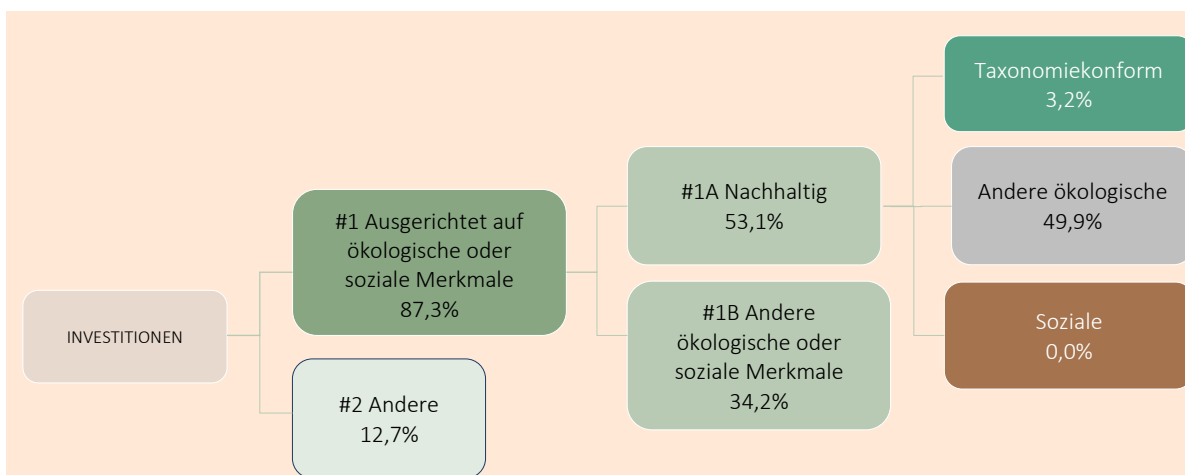 INVESTITIONEN
#1 Ausgerichtet auf
ökologische oder
soziale Merkmale
87,3%
#2 Andere
12,7%
#1A Nachhaltig
53,1%
#1B Andere
ökologische oder
soziale Merkmale
34,2%
Taxonomiekonform
3,2%
Andere ökologische
49,9%
Soziale
0,0%